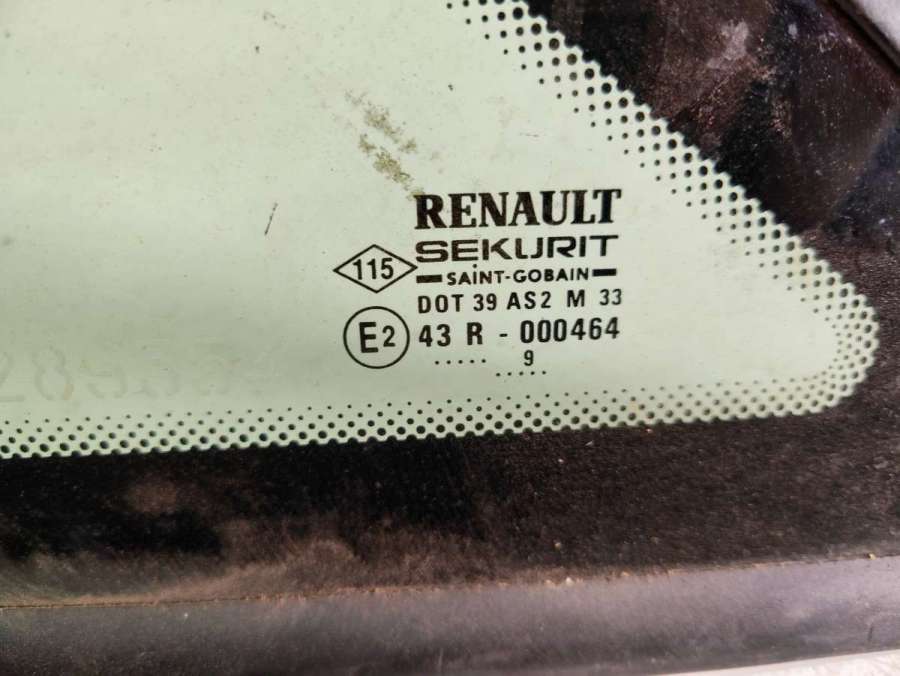 RENAULT
SEKURIT
115
SAINT-GOBAIN
DOT 39 AS2 M 33
E2 43 R - 000464
..... 9
.....